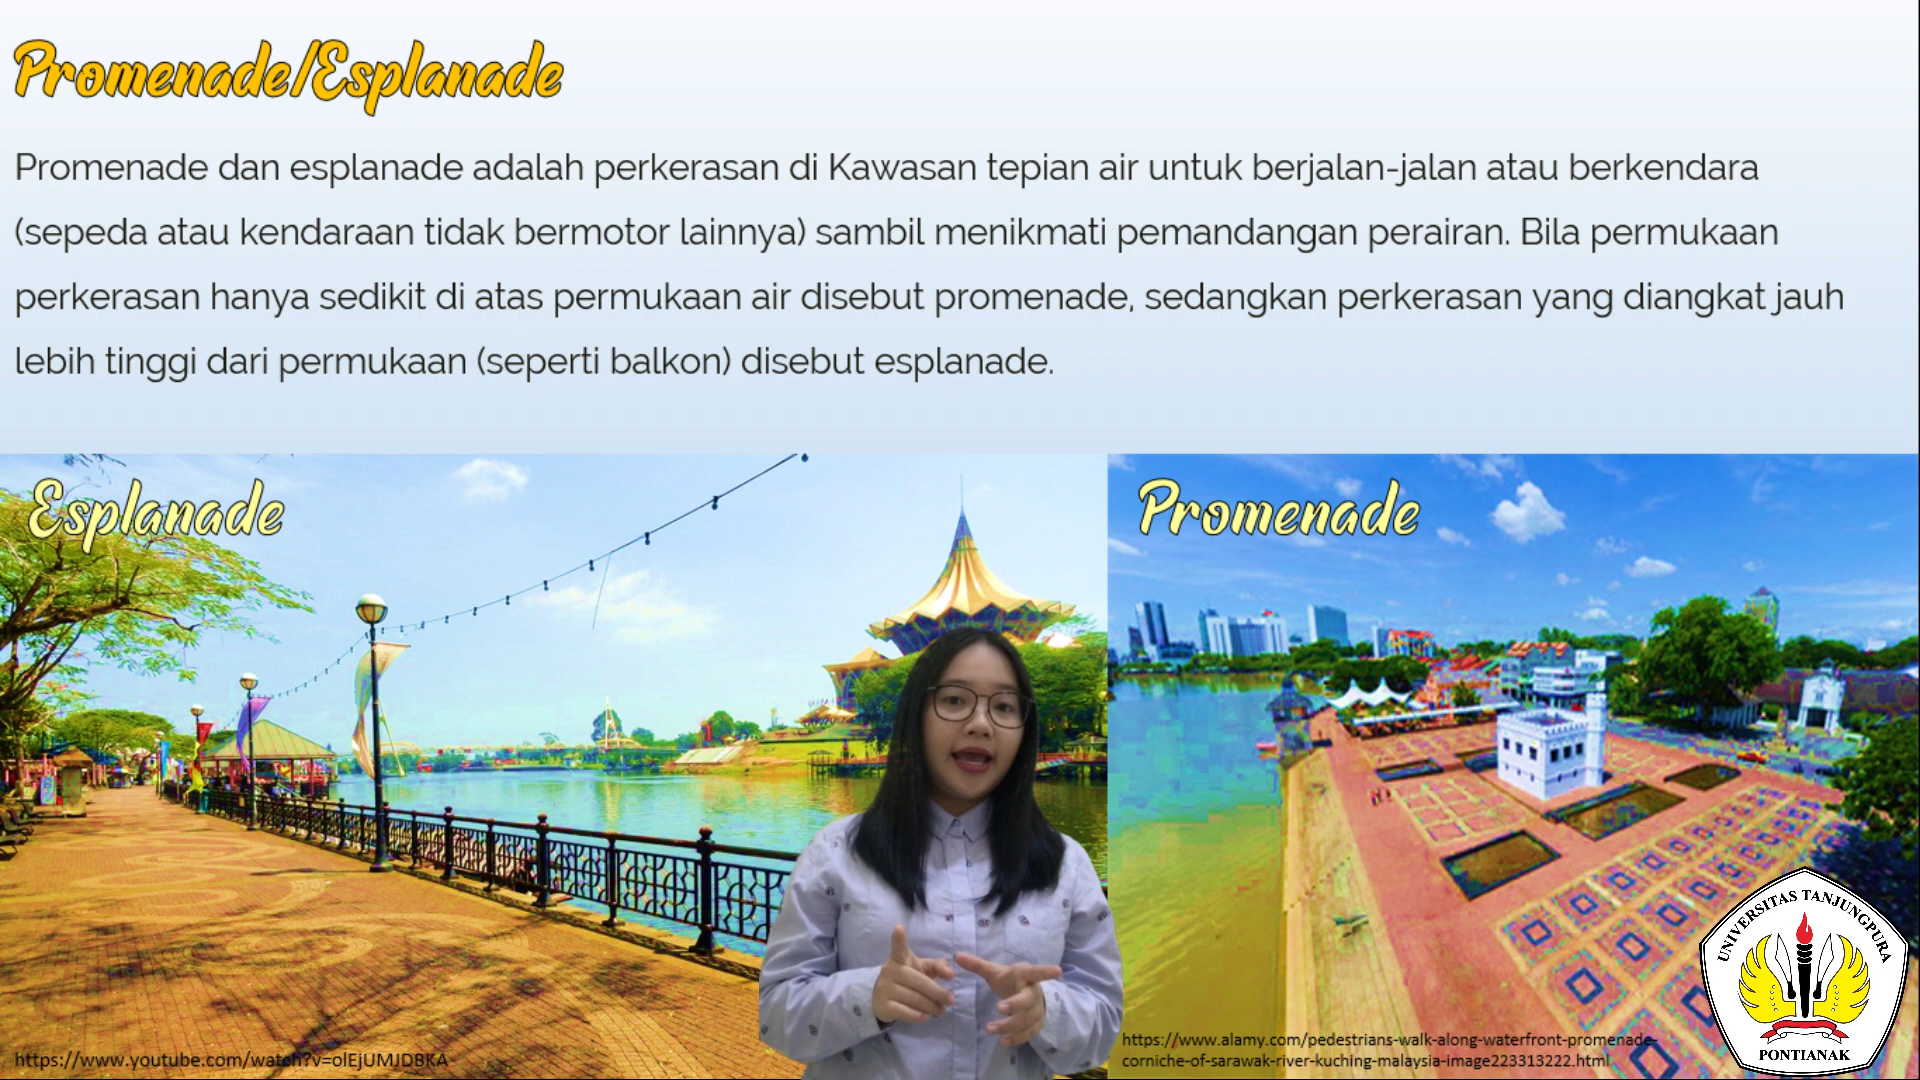 Promenade/Esplanade
Promenade dan esplanade adalah perkerasan di Kawasan tepian air untuk berjalan-jalan atau berkendara
(sepeda atau kendaraan tidak bermotor lainnya) sambil menikmati pemandangan perairan. Bila permukaan
perkerasan hanya sedikit di atas permukaan air disebut promenade, sedangkan perkerasan yang diangkat jauh
lebih tinggi dari permukaan (seperti balkon) disebut esplanade.
Esplanade
Promenade
https://www.youtube.com/watch?v=olEjUMJDBKA
https://www.alamy.com/pedestrians-walk-along-waterfront-promenade-
corniche-of-sarawak-river-kuching-malaysia-image223313222.html
UNIVERSITAS TANJUNGPURA
PONTIANAK